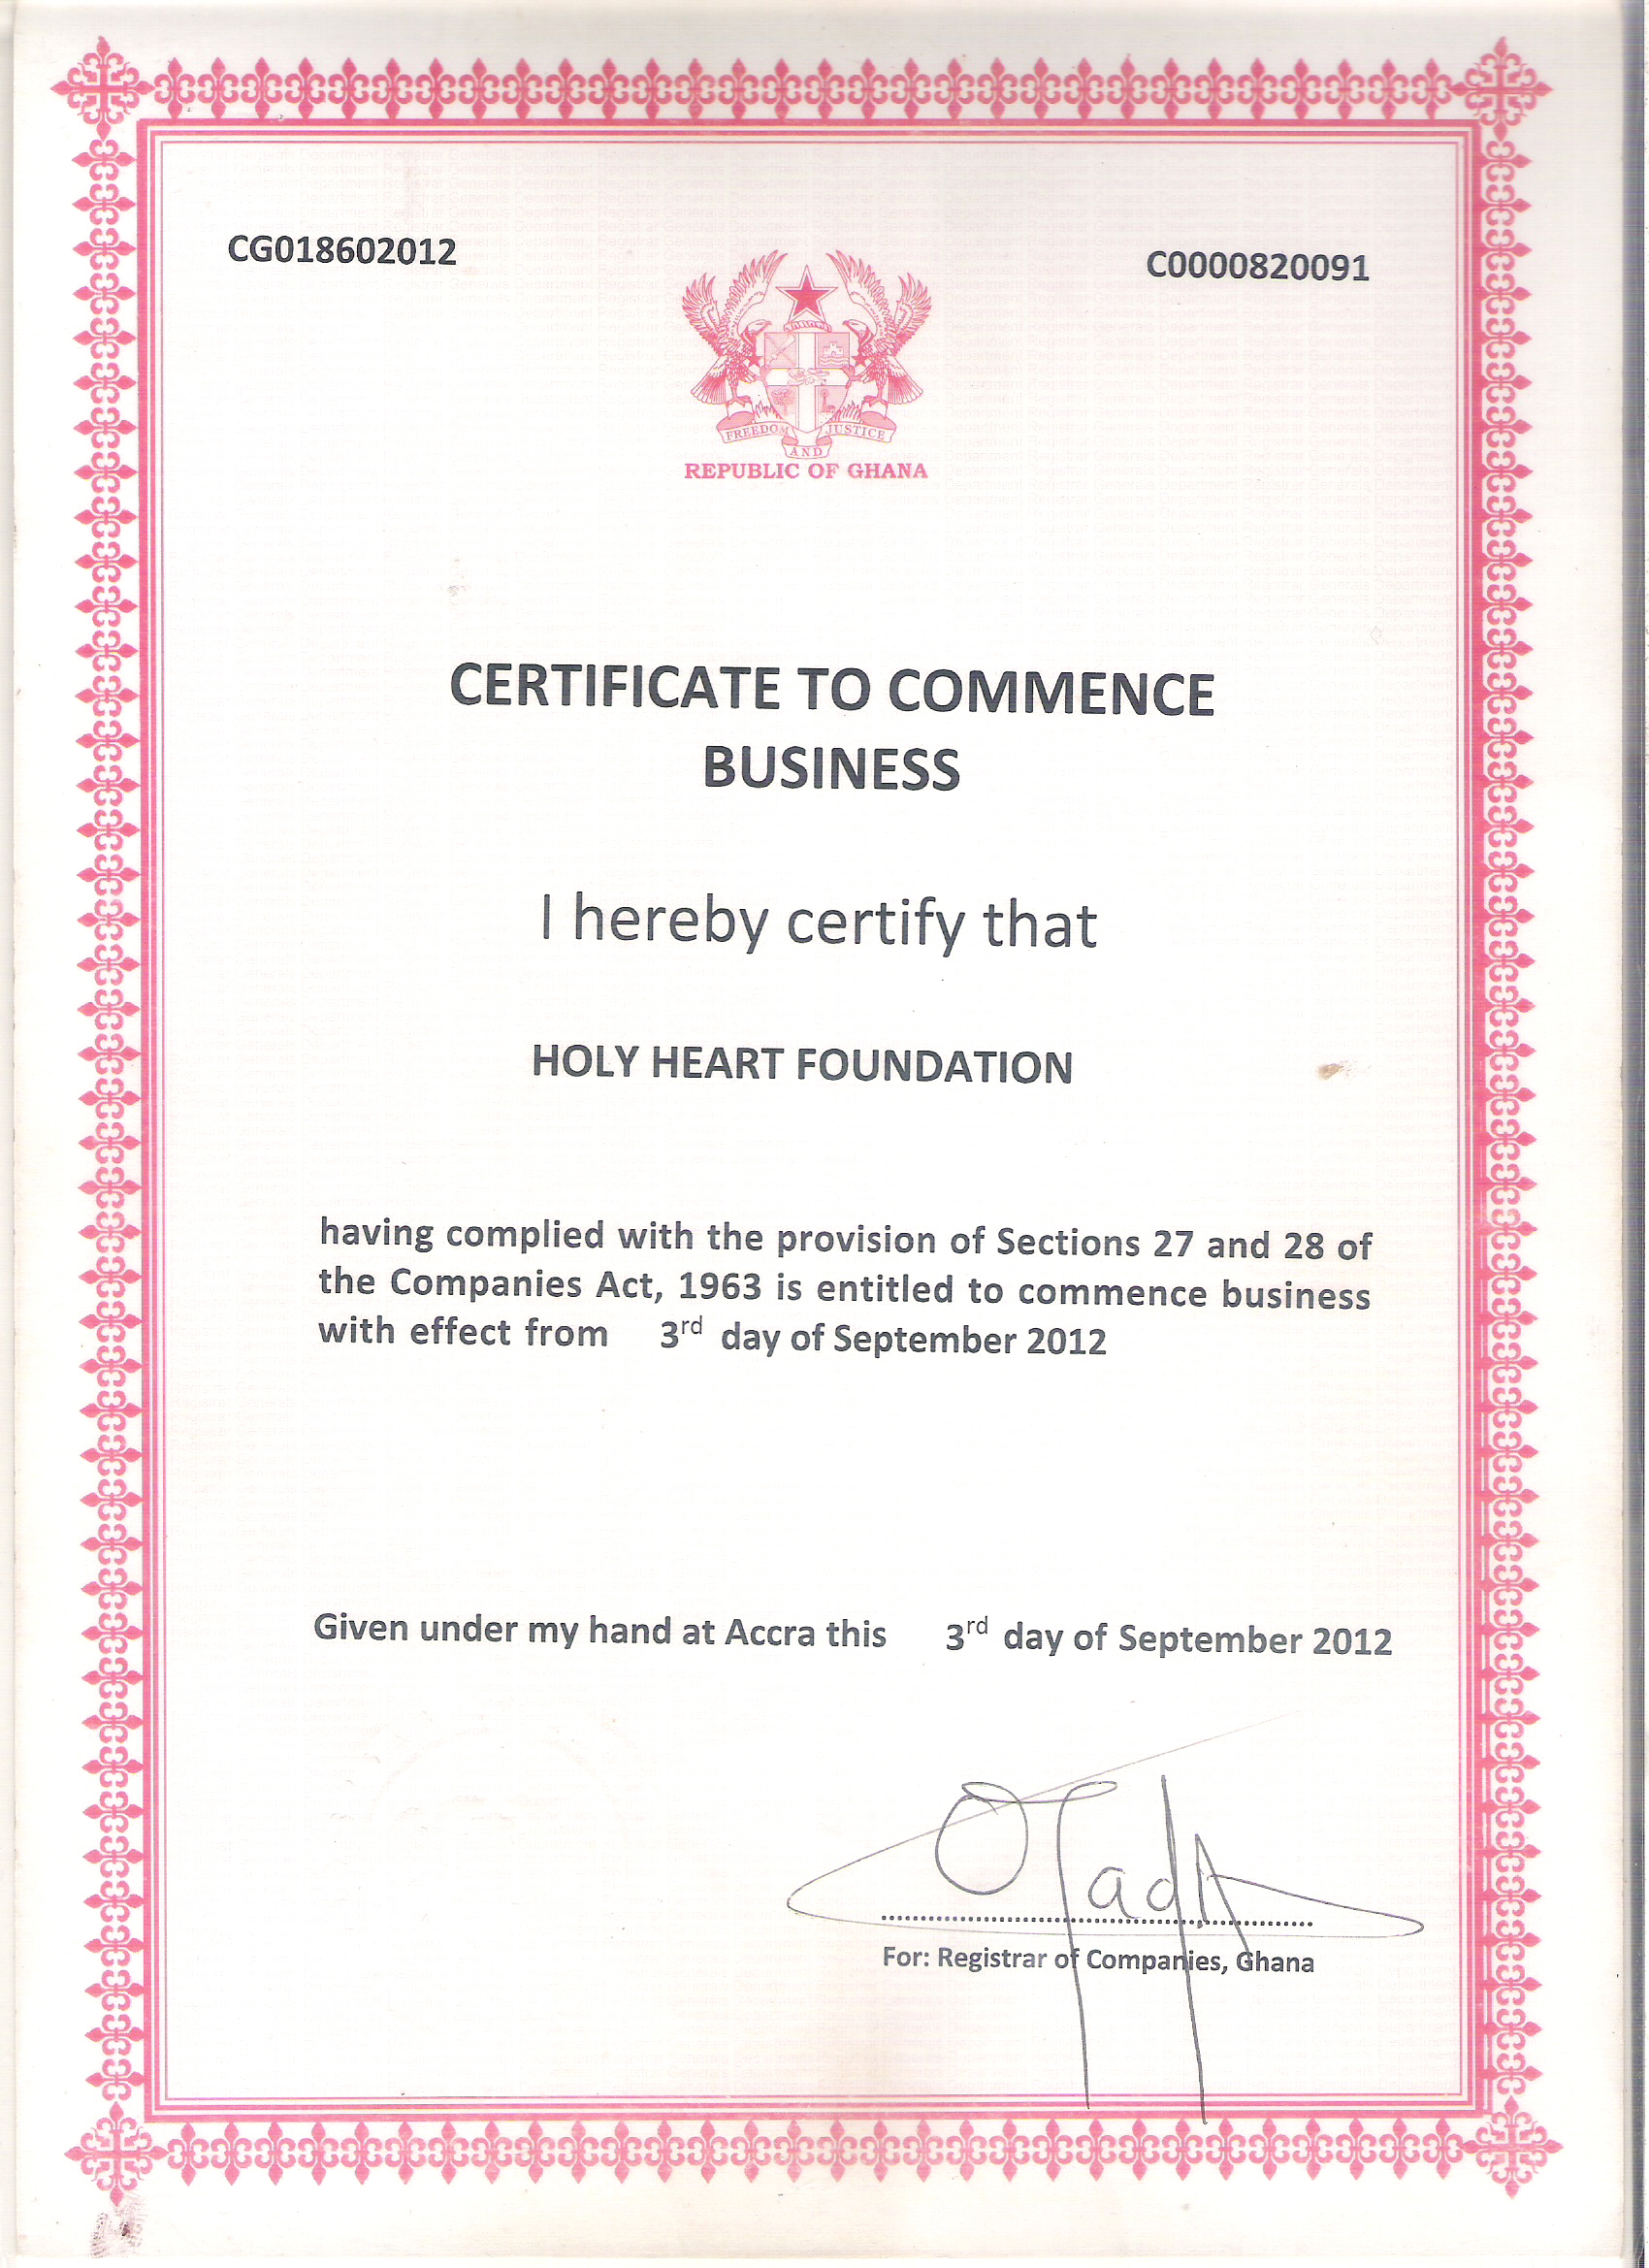 CG018602012
C0000820091
FREEDOM AND JUSTICE
REPUBLIC OF GHANA
CERTIFICATE TO COMMENCE
BUSINESS
I hereby certify that
HOLY HEART FOUNDATION
having complied with the provision of Sections 27 and 28 of
the Companies Act, 1963 is entitled to commence business
with effect from 3rd day of September 2012
Given under my hand at Accra this 3rd day of September 2012
For: Registrar of Companies, Ghana